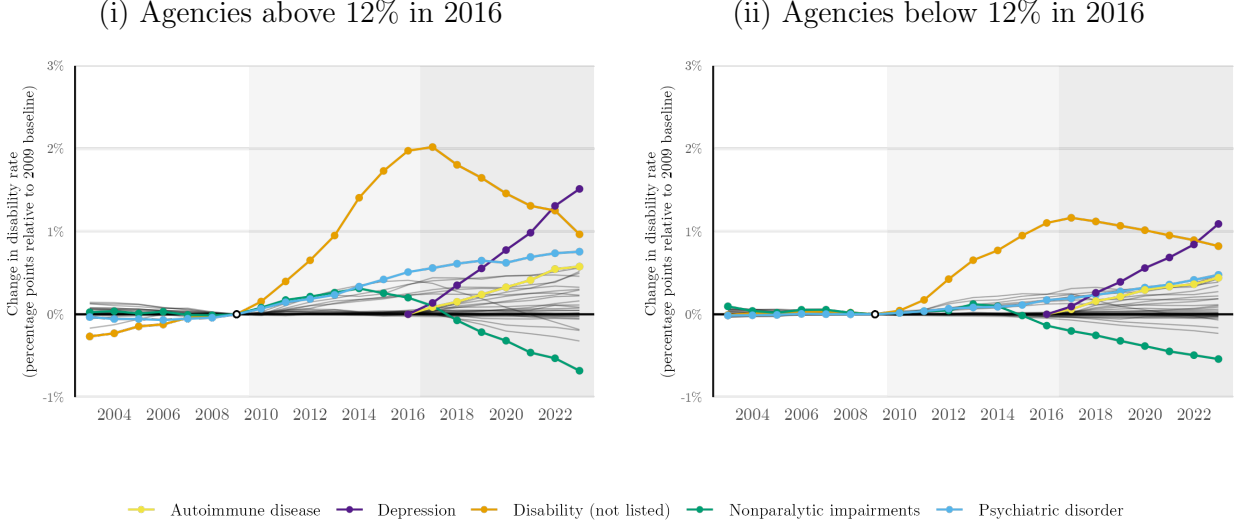 (i) Agencies above 12% in 2016
(ii) Agencies below 12% in 2016
Change in disability rate
(percentage points relative to 2009 baseline)
3%
2%
1%
0%
-1%
2004 2006 2008 2010 2012 2014 2016 2018 2020 2022
Change in disability rate
(percentage points relative to 2009 baseline)
3%
2%
1%
0%
-1%
2004 2006 2008 2010 2012 2014 2016 2018 2020 2022
Autoimmune disease Depression Disability (not listed) Nonparalytic impairments Psychiatric disorder